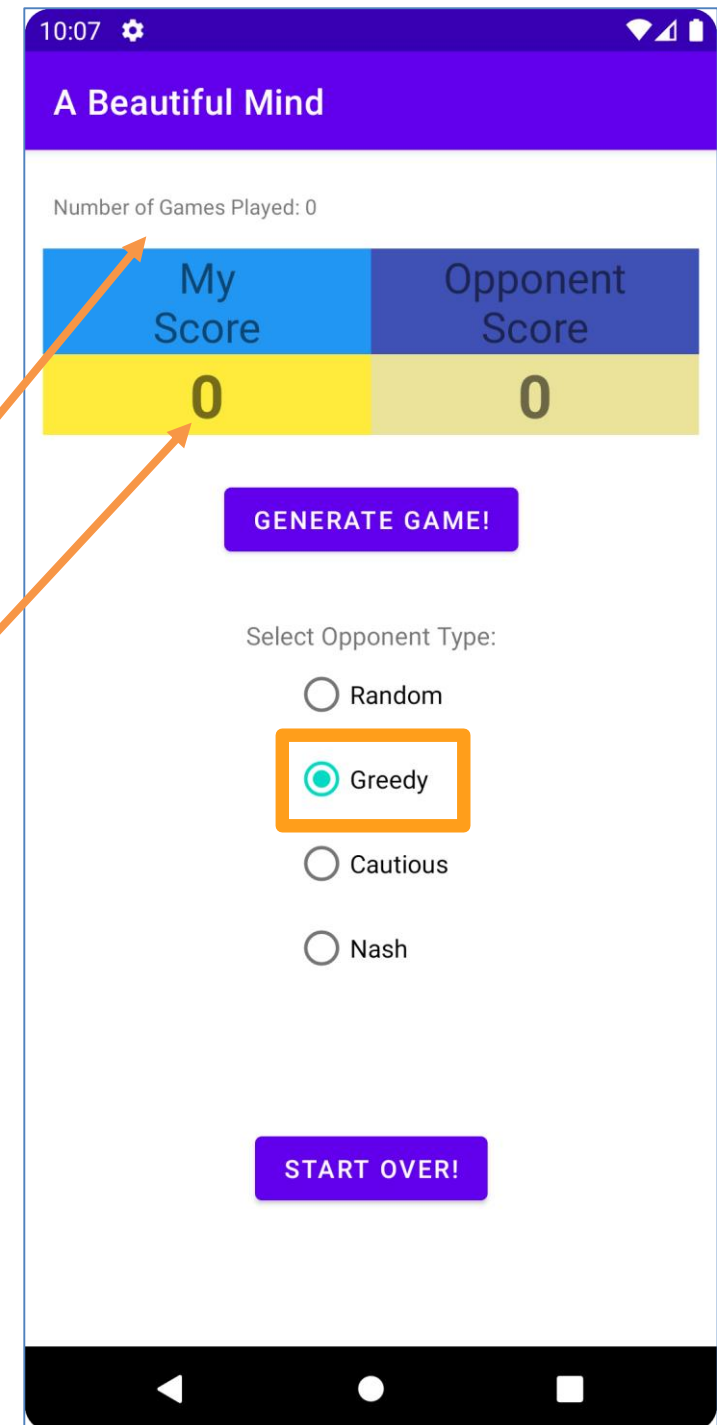 10:07
A Beautiful Mind
Number of Games Played: 0
My Opponent
Score Score
0 0
GENERATE GAME!
Select Opponent Type:
Random
Greedy
Cautious
Nash
START OVER!